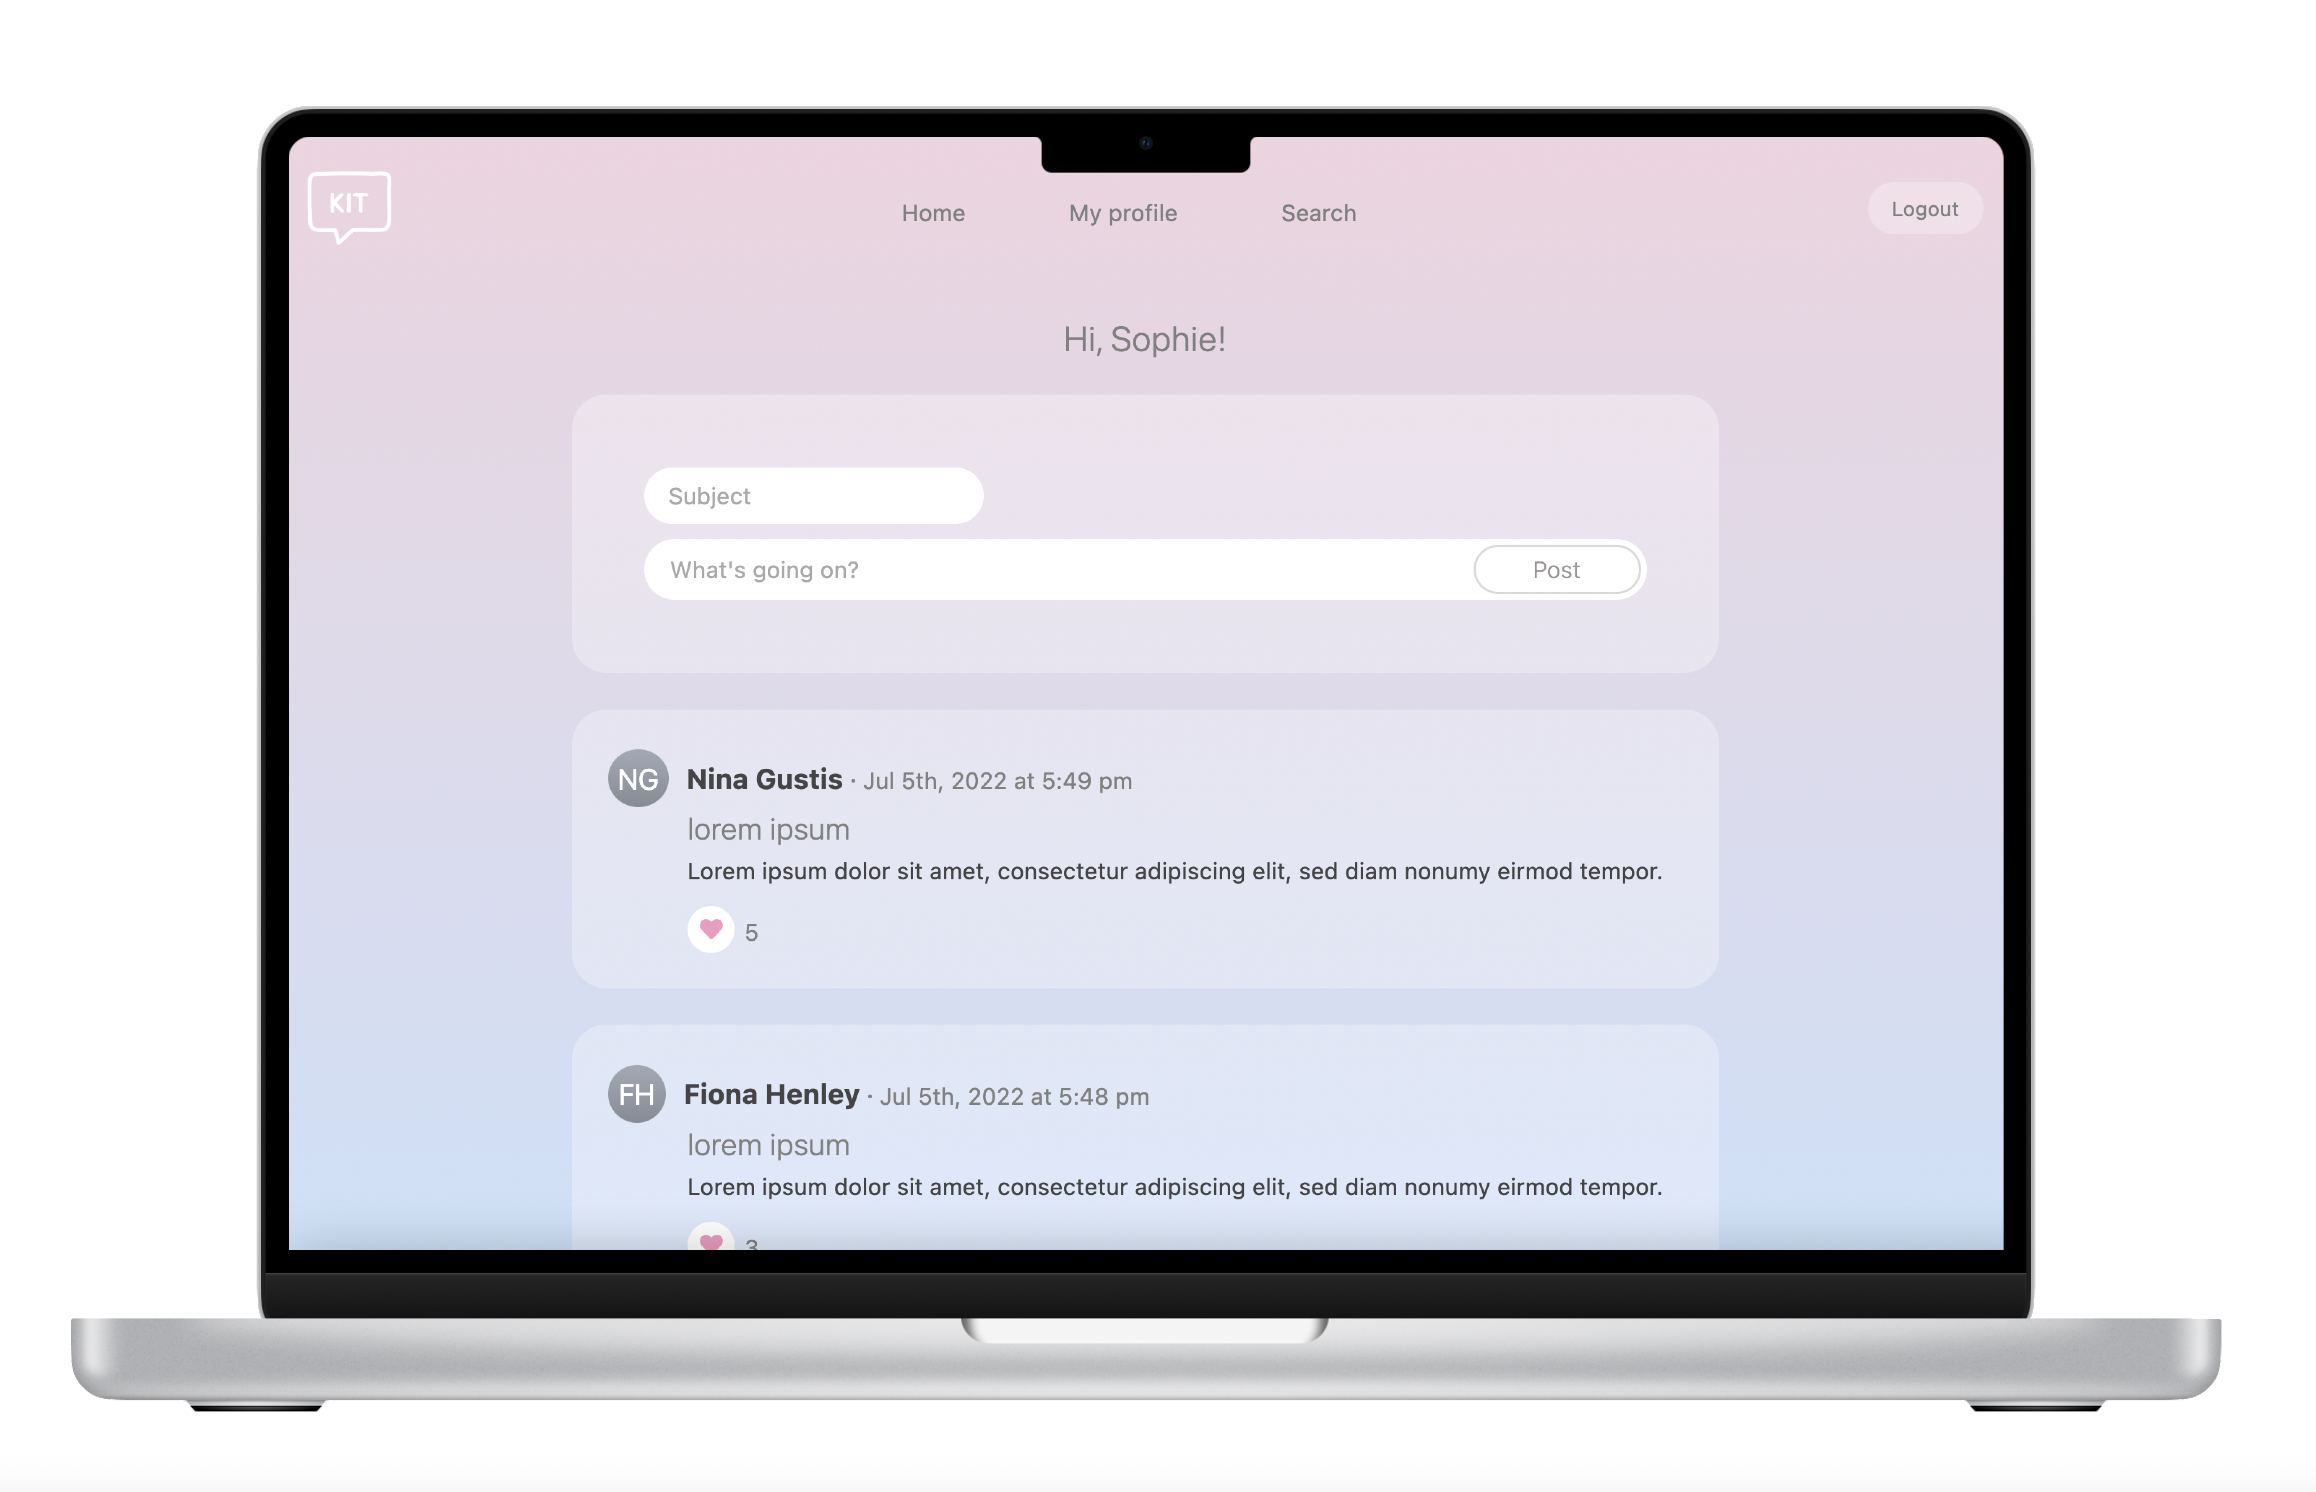 KIT
Home
My profile
Search
Logout
Hi, Sophie!
Subject
What's going on?
Post
NG
Nina Gustis · Jul 5th, 2022 at 5:49 pm
lorem ipsum
Lorem ipsum dolor sit amet, consectetur adipiscing elit, sed diam nonumy eirmod tempor.
5
FH
Fiona Henley · Jul 5th, 2022 at 5:48 pm
lorem ipsum
Lorem ipsum dolor sit amet, consectetur adipiscing elit, sed diam nonumy eirmod tempor.
3